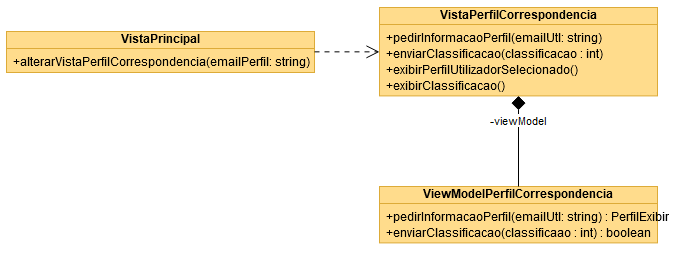 VistaPrincipal
+alterarVistaPerfilCorrespondencia(emailPerfil: string)
VistaPerfilCorrespondencia
+pedirInformacaoPerfil(emailUtl: string)
+enviarClassificacao(classificacao : int)
+exibirPerfilUtilizadorSelecionado()
+exibirClassificacao()
-viewModel
ViewModelPerfilCorrespondencia
+pedirInformacaoPerfil(emailUtl: string) : PerfilExibir
+enviarClassificacao(classificaao : int) : boolean